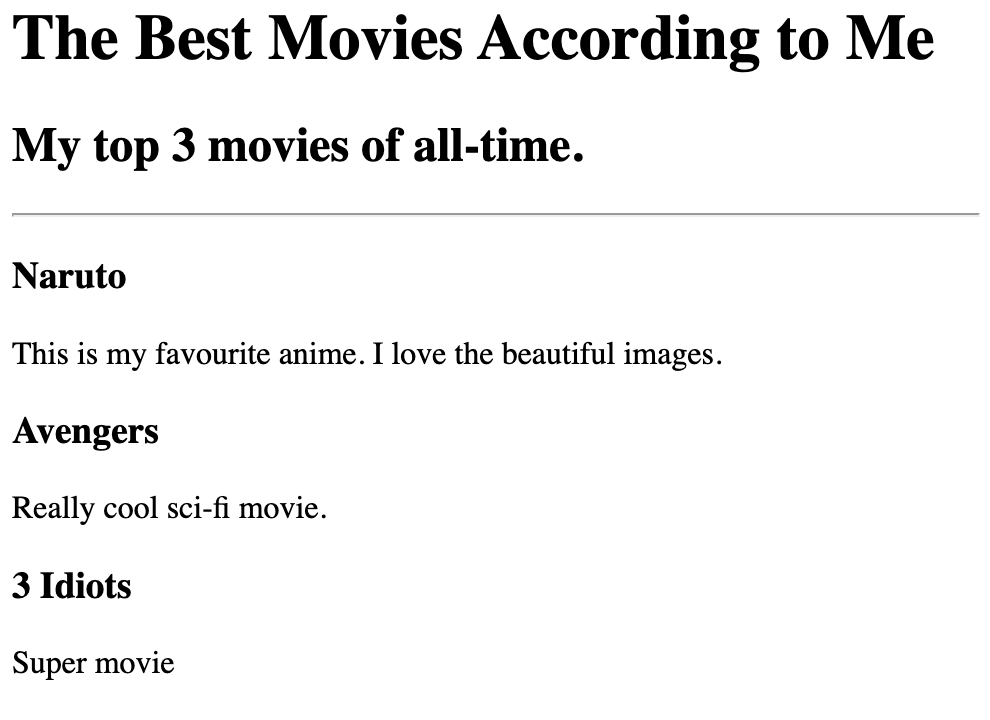 The Best Movies According to Me
My top 3 movies of all-time.
Naruto
This is my favourite anime. I love the beautiful images.
Avengers
Really cool sci-fi movie.
3 Idiots
Super movie